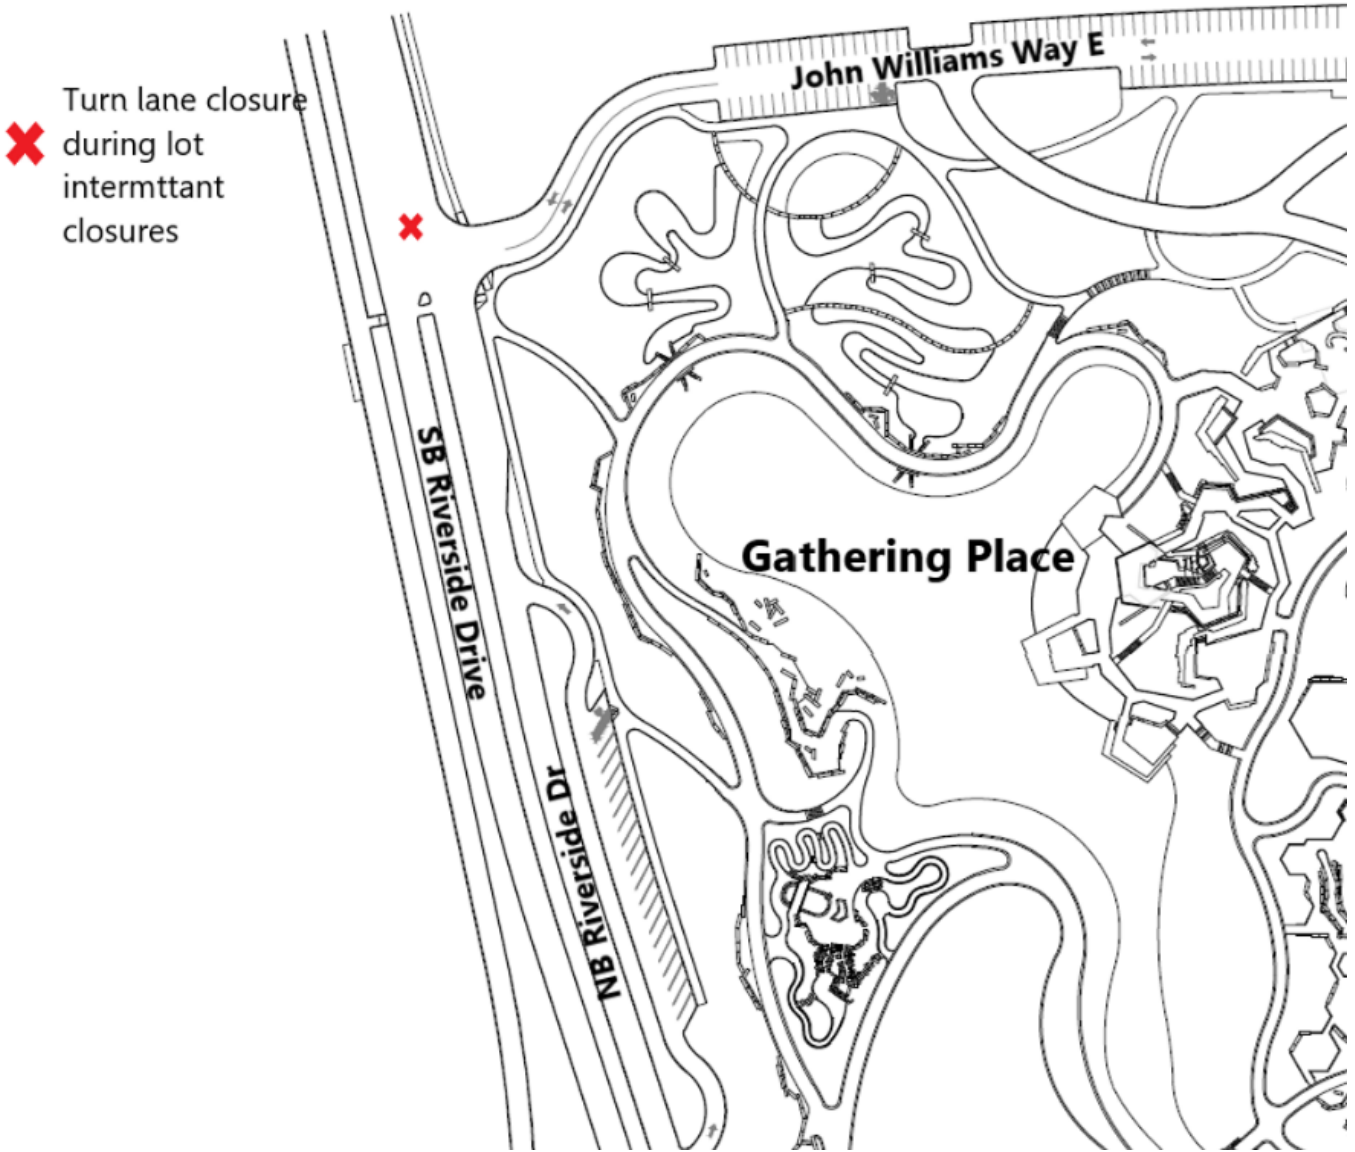 Turn lane closure
during lot
intermttant
closures
John Williams Way E
SB Riverside Drive
Gathering Place
NB Riverside Dr